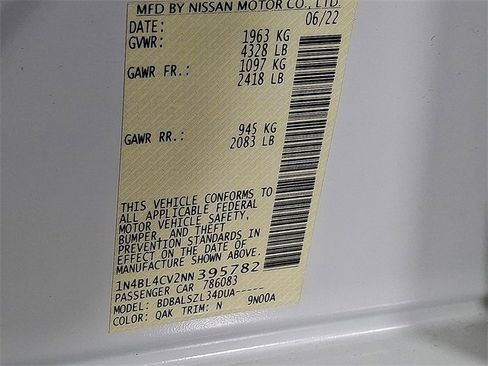 MFD BY NISSAN MOTOR CO., LTD.
DATE: 06/22
GVWR: 1963 KG
4328 LB
GAWR FR.: 1097 KG
2418 LB
GAWR RR.: 945 KG
2083 LB
THIS VEHICLE CONFORMS TO
ALL APPLICABLE FEDERAL
MOTOR VEHICLE SAFETY,
BUMPER, AND THEFT
PREVENTION STANDARDS IN
EFFECT ON THE DATE OF
MANUFACTURE SHOWN ABOVE.
1N4BL4CV2NN395782
PASSENGER CAR 786083
MODEL: BDBALSZL34DUA-----
COLOR: QAK TRIM: N 9N00A